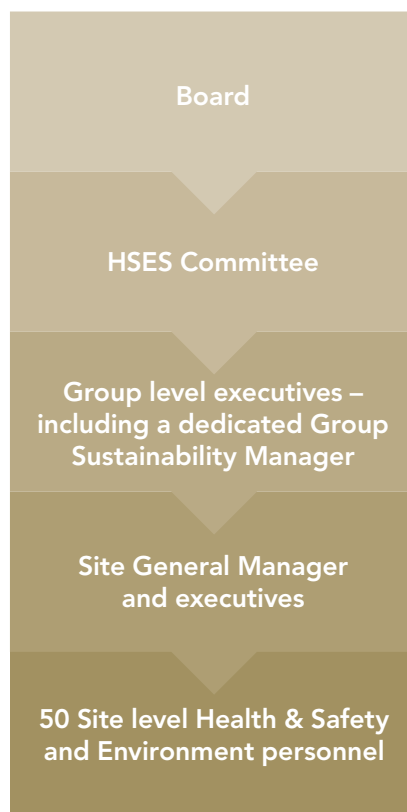 Board
HSES Committee
Group level executives –
including a dedicated Group
Sustainability Manager
Site General Manager
and executives
50 Site level Health & Safety
and Environment personnel